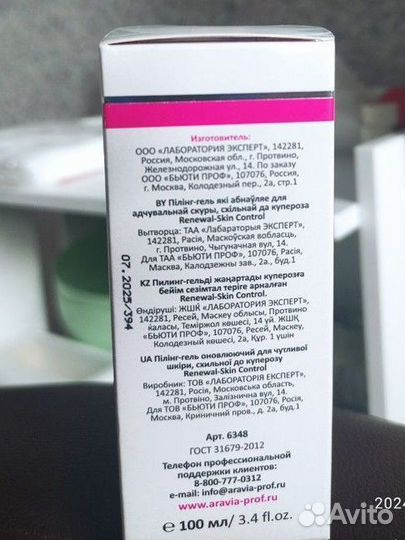 Изготовитель:
ООО «ЛАБОРАТОРИЯ ЭКСПЕРТ», 142281,
Россия, Московская обл., г. Протвино,
Железнодорожная ул., 14. По заказу
ООО «БЬЮТИ ПРОФ», 107076, Россия,
г. Москва, Колодезный пер., 2а, стр.1
BY Пілінг-гель які абнаўляе для
адчувальнай скуры, схільнай да купероза
Renewal-Skin Control
Вытворца: ТАА «Лабараторыя ЭКСПЕРТ»,
142281, Расія, Маскоўская вобласць,
г. Пратвіна, Чыгуначная вул, 14.
Для ТАА «БЬЮТИ ПРОФ», 107076, Расія,
Масква, Калодзежны зав., 2а, буд.1
KZ Пилинг-гельді жаңартады куперозға
бейім сезімтал теріге арналған
Renewal-Skin Control.
Өндіруші: ЖШҚ «ЛАБОРАТОРИЯ ЭКСПЕРТ»,
142281, Ресей, Маскеу облысы, Протвино
қаласы, Теміржол көшесі, 14 үй. ЖШҚ
«БЬЮТИ ПРОФ», 107076, Ресей, Маскеу,
Колодезный көшесі, 2а, Құр. 1 үшін
UA Пілінг-гель оновлюючий для чутливої
шкіри, схильної до куперозу
Renewal-Skin Control
Виробник: ТОВ «ЛАБОРАТОРІЯ ЕКСПЕРТ»,
142281, Росія, Московська область,
м. Протвіно, Залізнична вул, 14.
Для ТОВ «БЬЮТИ ПРОФ», 107076, Росія,
Москва, Криничний пров., д. 2а, буд.1
Арт. 6348
ГОСТ 31679-2012
Телефон профессиональной
поддержки клиентов:
8-800-777-0312
e-mail: info@aravia-prof.ru
www.aravia-prof.ru
℮ 100 мл/ 3.4 fl.oz.
07. 2025-394
2024
Avito